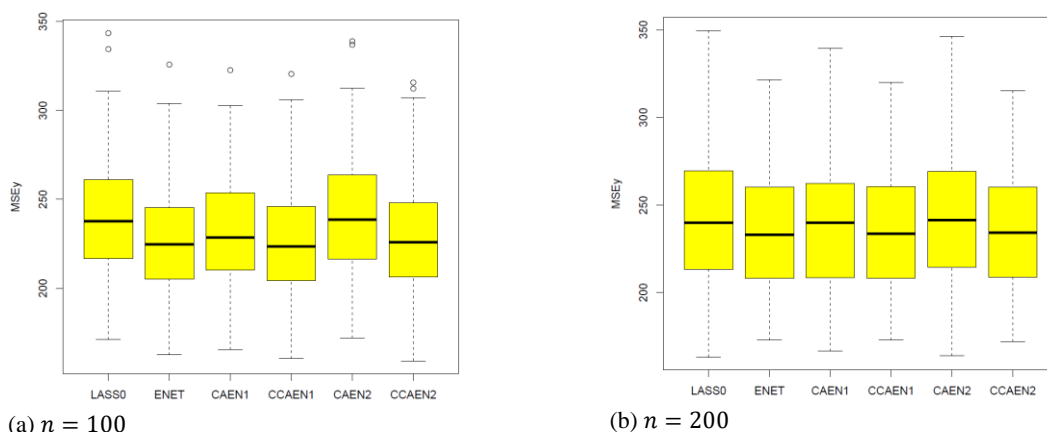 MSEy
350
300
250
200
LASS0 ENET CAEN1 CCAEN1 CAEN2 CCAEN2
(a) n = 100
MSEy
350
300
250
200
LASS0 ENET CAEN1 CCAEN1 CAEN2 CCAEN2
(b) n = 200